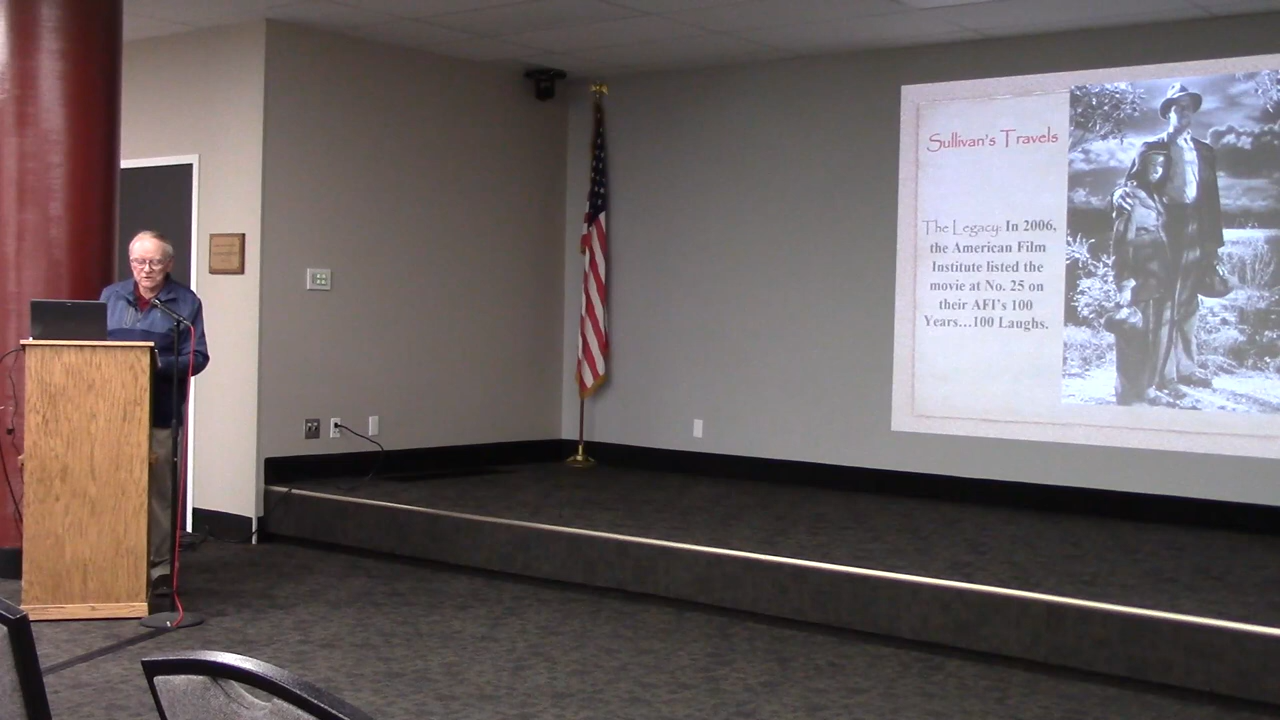 Sullivan's Travels
The Legacy: In 2006,
the American Film
Institute listed the
movie at No. 25 on
their AFI's 100
Years...100 Laughs.